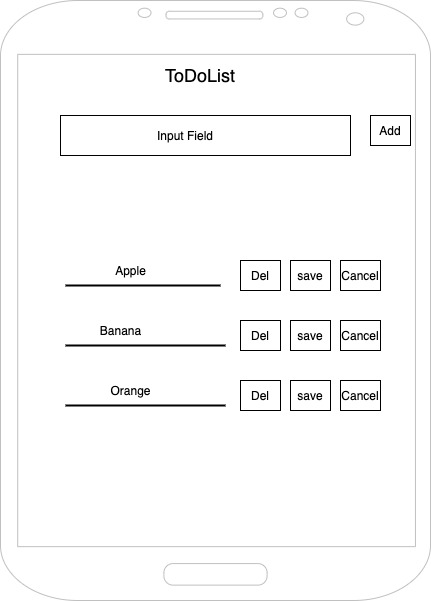 ToDoList
Input Field
Add
Apple
Del
save
Cancel
Banana
Del
save
Cancel
Orange
Del
save
Cancel